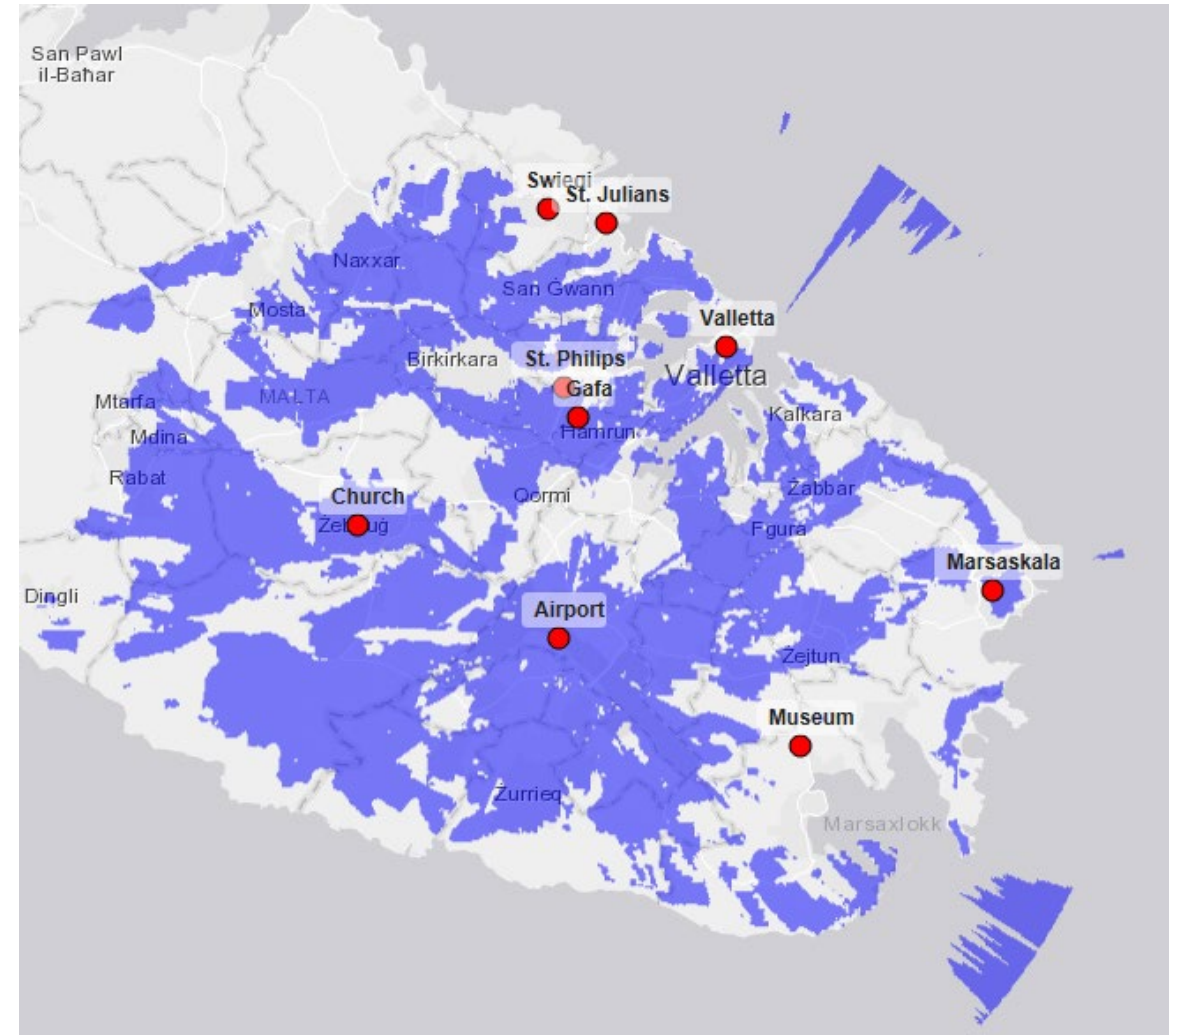 San Pawl
il-Baħar
Swieqi
St. Julians
Naxxar
San Ġwann
Mosta
Valletta
Birkirkara
St. Philips
Valletta
Gafa
MALTA
Mtarfa
Kalkara
Mdina
Ħamrun
Rabat
Qormi
Żabbar
Church
Żebbuġ
Fgura
Marsaskala
Dingli
Airport
Żejtun
Museum
Żurrieq
Marsaxlokk